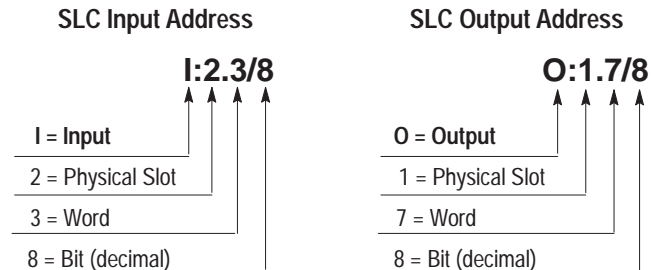 SLC Input Address
I:2.3/8
I = Input
2 = Physical Slot
3 = Word
8 = Bit (decimal)
SLC Output Address
O:1.7/8
O = Output
1 = Physical Slot
7 = Word
8 = Bit (decimal)